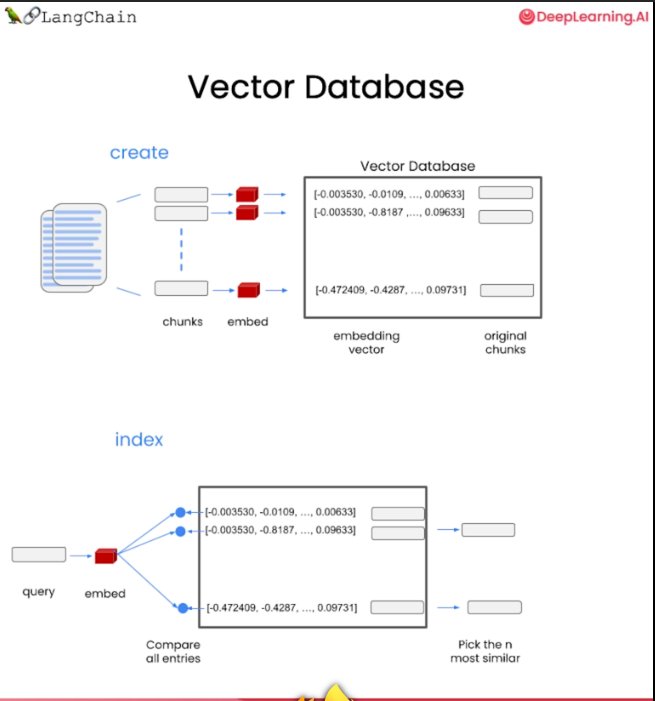 LangChain
DeepLearning.AI
Vector Database
create
Vector Database
[-0.003530, -0.0109, ..., 0.00633]
[-0.003530, -0.8187 ,..., 0.09633]
[-0.472409, -0.4287, ..., 0.09731]
chunks
embed
embedding
vector
original
chunks
index
[-0.003530, -0.0109, ..., 0.00633]
[-0.003530, -0.8187, ..., 0.09633]
query
embed
[-0.472409, -0.4287, ..., 0.09731]
Compare
all entries
Pick the n
most similar